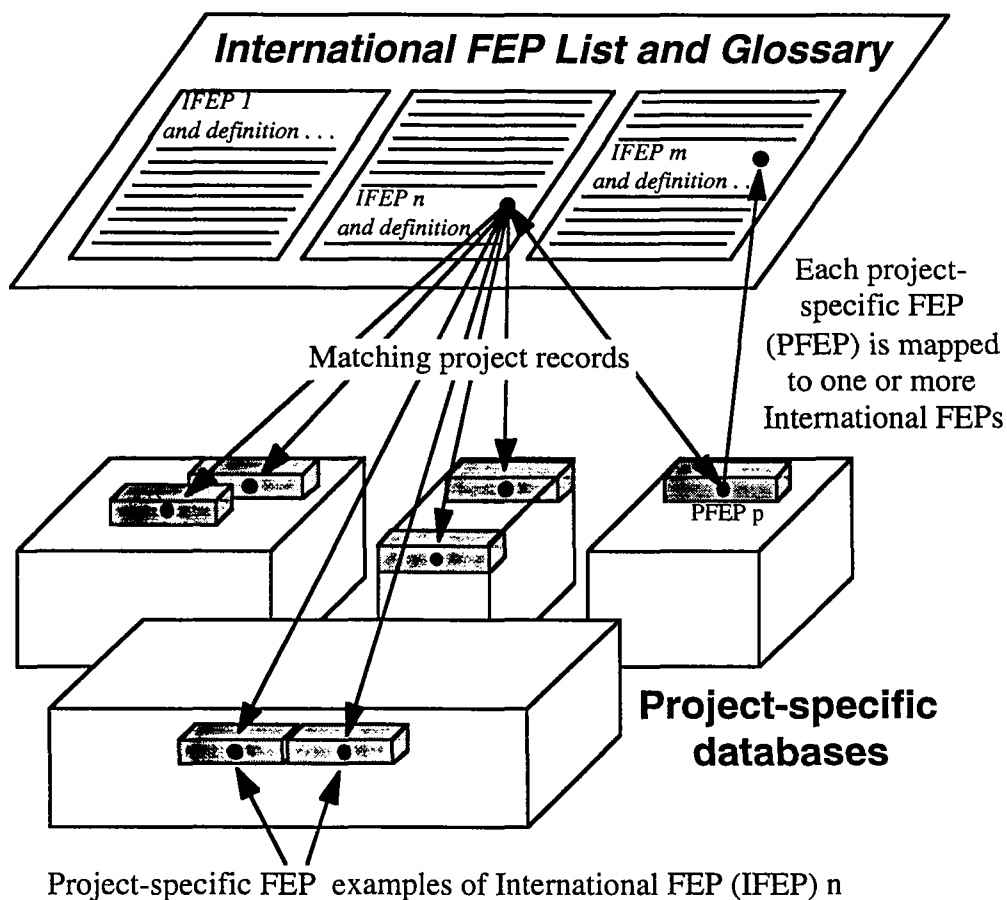 International FEP List and Glossary
IFEP 1
and definition . . .
IFEP n
and definition . .
IFEP m
and definition . .
Each project-
specific FEP
(PFEP) is mapped
to one or more
International FEPs
Matching project records
PFEP p
Project-specific
databases
Project-specific FEP examples of International FEP (IFEP) n